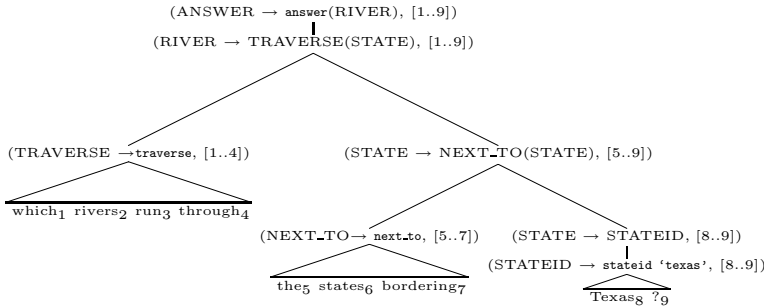 (ANSWER → answer(RIVER), [1..9])
(RIVER → TRAVERSE(STATE), [1..9])
(TRAVERSE →traverse, [1..4])
(STATE → NEXT_TO(STATE), [5..9])
which₁ rivers₂ run₃ through₄
(NEXT_TO→ next_to, [5..7])
(STATE → STATEID, [8..9])
(STATEID → stateid ‘texas’, [8..9])
the₅ states₆ bordering₇
Texas₈ ?₉